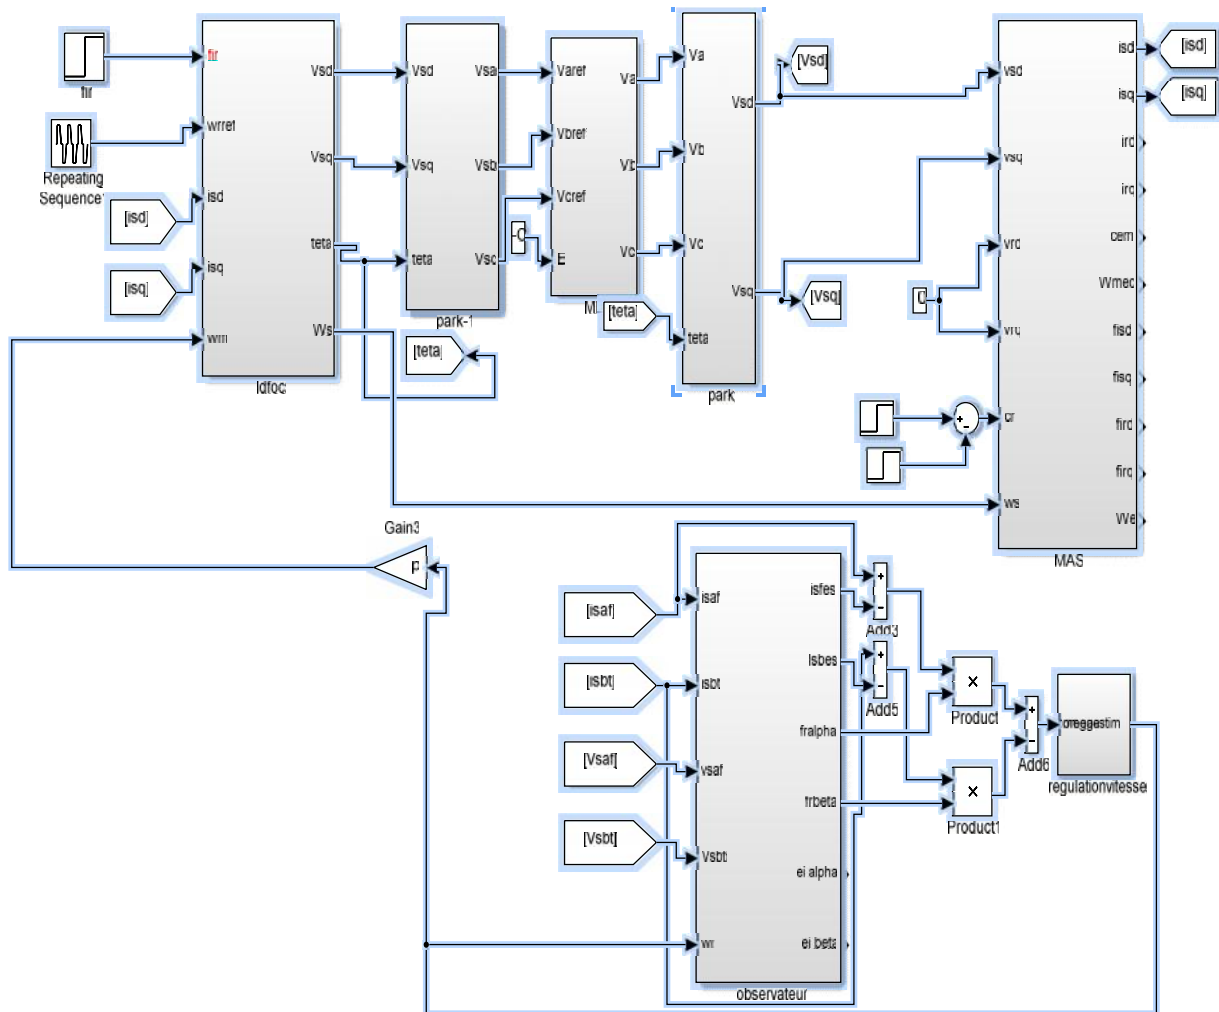 fir
Repeating
Sequence
[isd]
[isq]
fir
wrref
isd
isq
wm
Vsd
Vsq
teta
Ws
Idfoc
Vsd
Vsq
teta
Vsa
Vsb
Vsc
park-1
[teta]
Varef
Vbref
Vcref
E
Va
Vb
Vc
[teta]
Va
Vb
Vc
teta
Vsd
Vsq
park
[Vsd]
[Vsq]
vsd
vsq
vrd
vrq
cr
ws
isd
isq
ird
irq
cem
Wmec
fisd
fisq
fird
firq
We
MAS
[isd]
[isq]
+
-
Gain3
p
[isaf]
[isbt]
[Vsaf]
[Vsbt]
isaf
isbt
vsaf
Vsbt
wr
isfes
Isbes
fralpha
frbeta
ei alpha
ei beta
observateur
+
-
Add3
+
-
Add5
×
Product
×
Product1
+
-
Add6
regulationvitesse